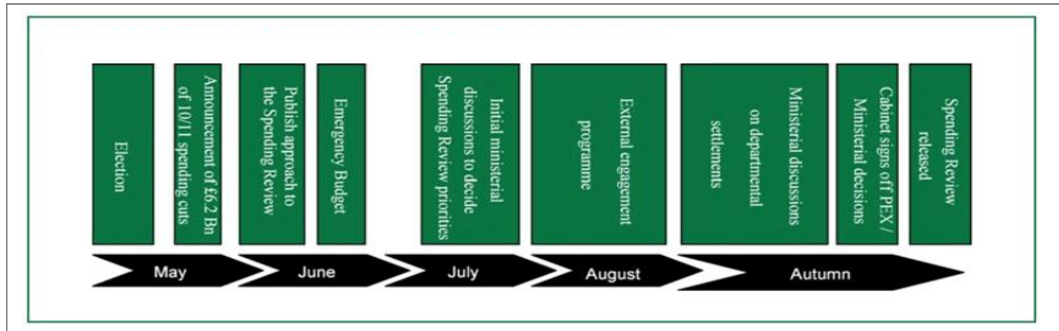 Election
Announcement of £6.2 Bn
of 10/11 spending cuts
Publish approach to
the Spending Review
Emergency Budget
Initial ministerial
discussions to decide
Spending Review priorities
External engagement
programme
Ministerial discussions
on departmental
settlements
Cabinet signs off PEX /
Ministerial decisions
Spending Review
released
May
June
July
August
Autumn